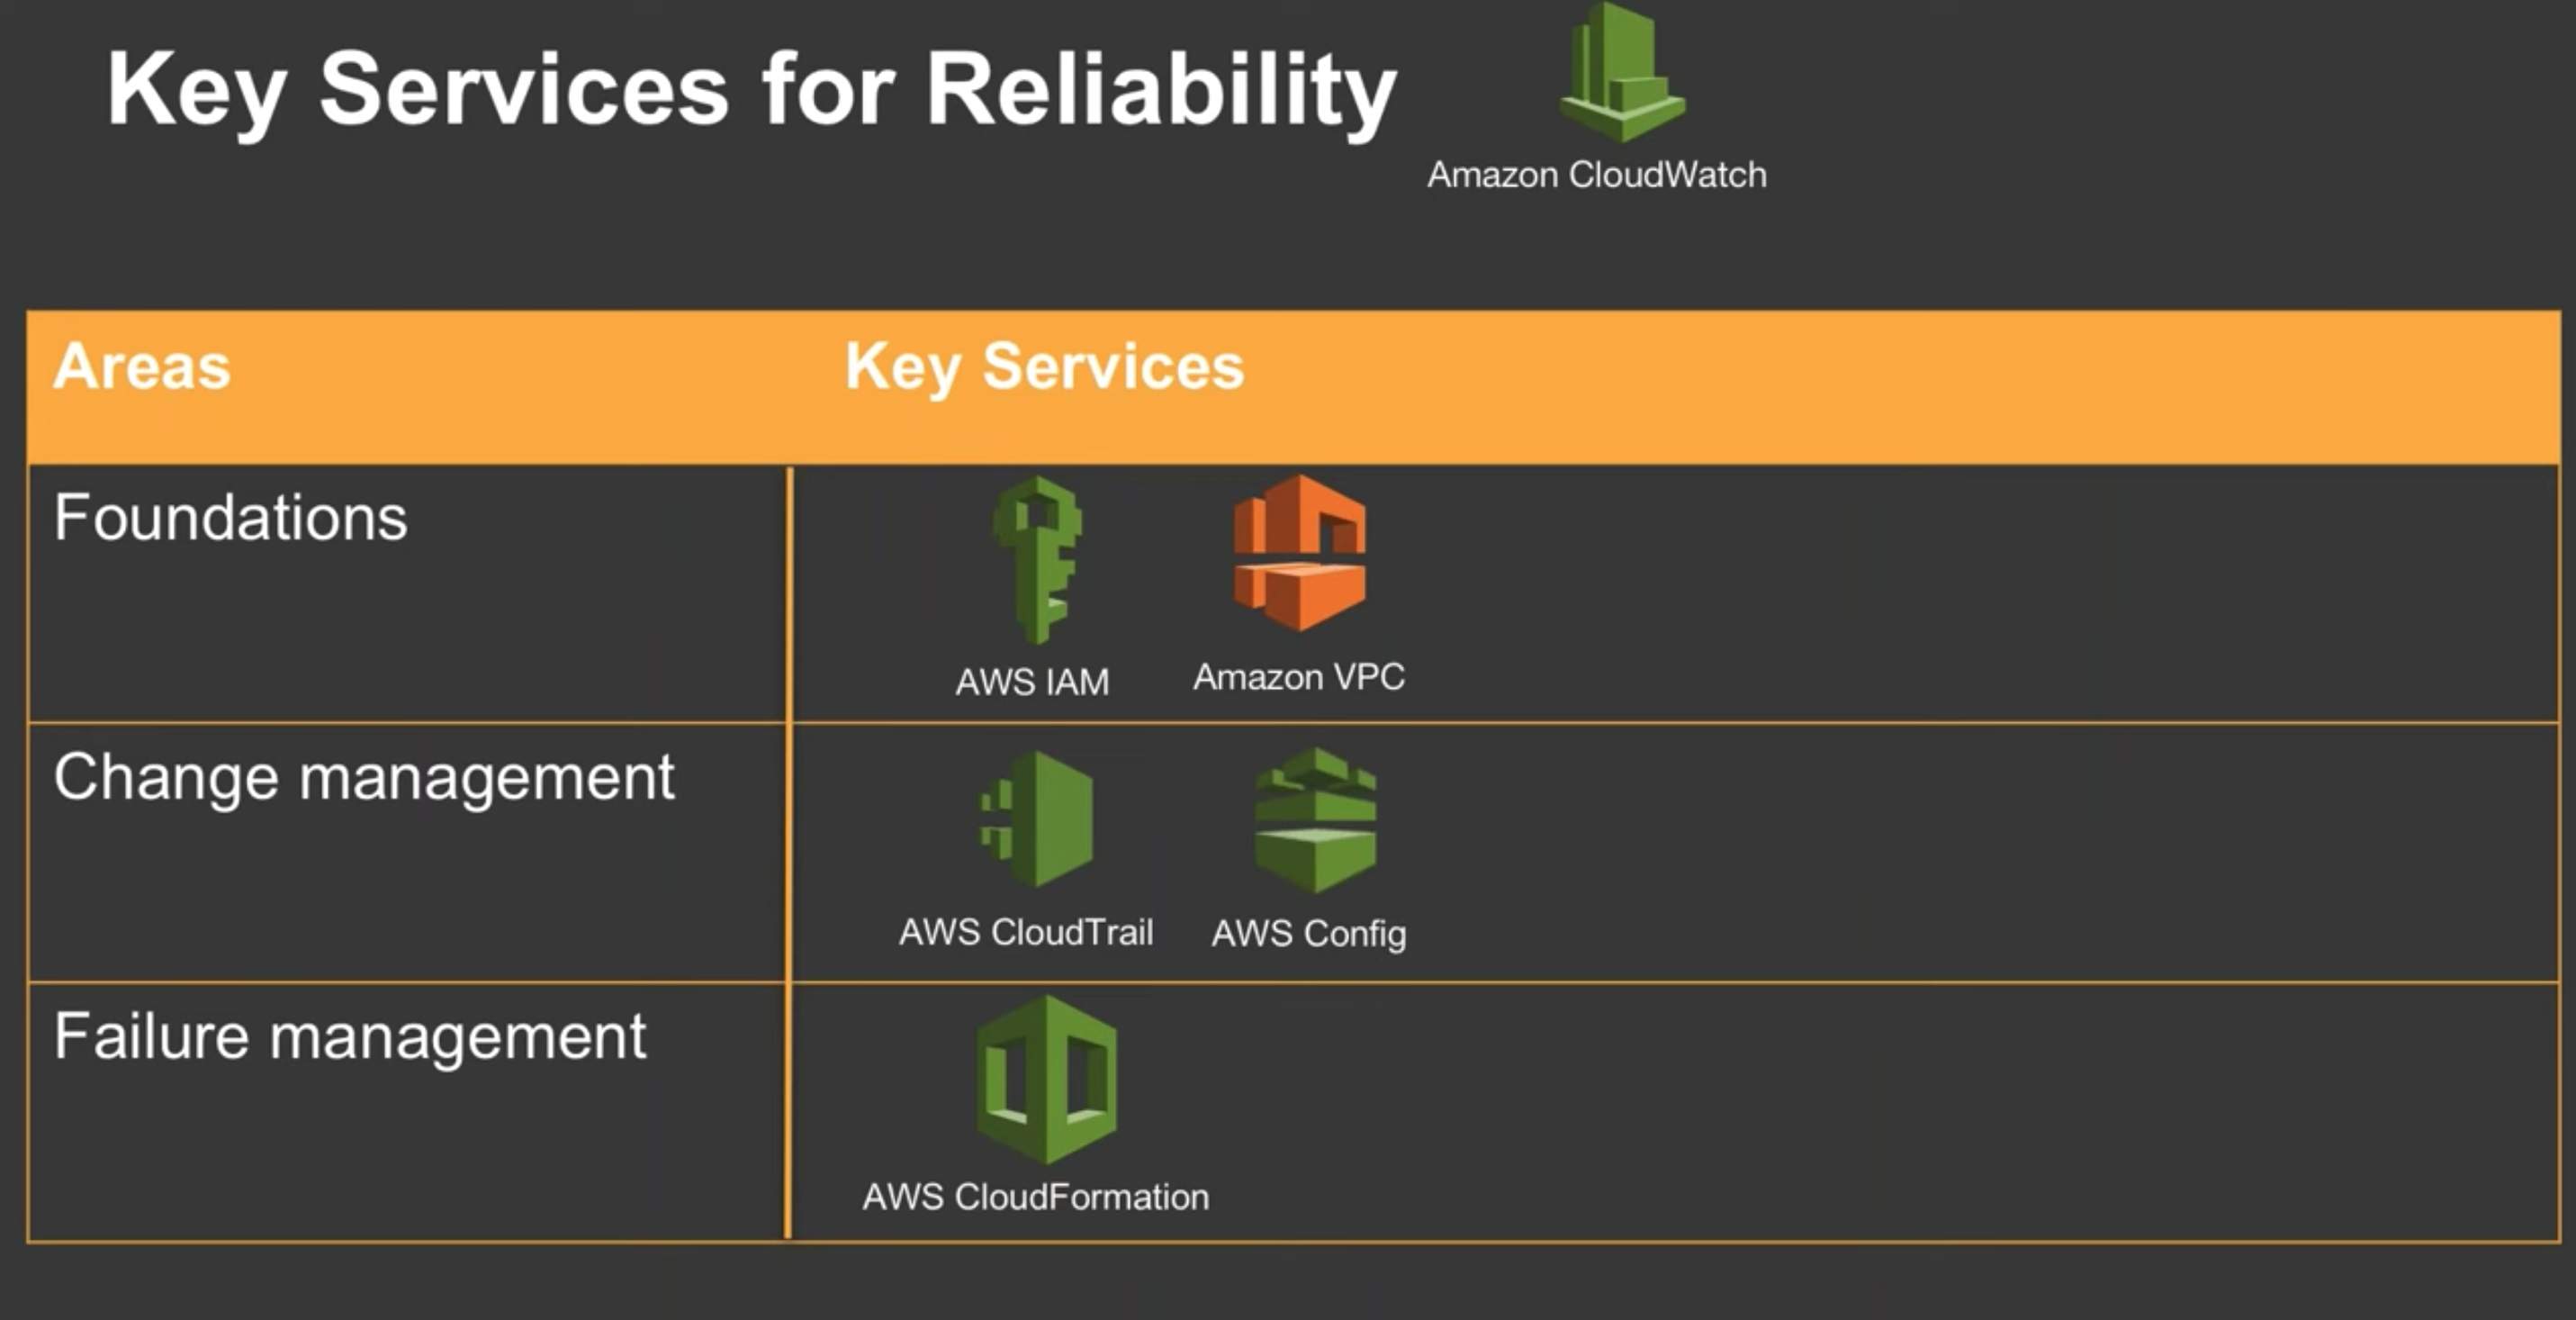 Key Services for Reliability
Amazon CloudWatch
Areas
Key Services
Foundations
AWS IAM
Amazon VPC
Change management
AWS CloudTrail
AWS Config
Failure management
AWS CloudFormation